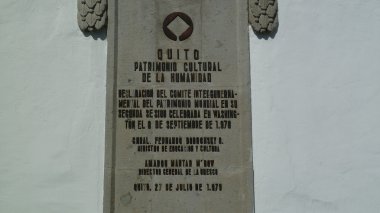 QUITO
PATRIMONIO CULTURAL
DE LA HUMANIDAD
DECLARACION DEL COMITE INTERGUBERNA-
MENTAL DEL PATRIMONIO MUNDIAL EN SU
SEGUNDA SESION CELEBRADA EN WASHING-
TON EL 8 DE SEPTIEMBRE DE 1.978
GRAL. FERNANDO DOBRONSKY O.
MINISTRO DE EDUCACION Y CULTURA
AMADOU MAHTAR M'BOW
DIRECTOR GENERAL DE LA UNESCO
QUITO, 27 DE JULIO DE 1.979